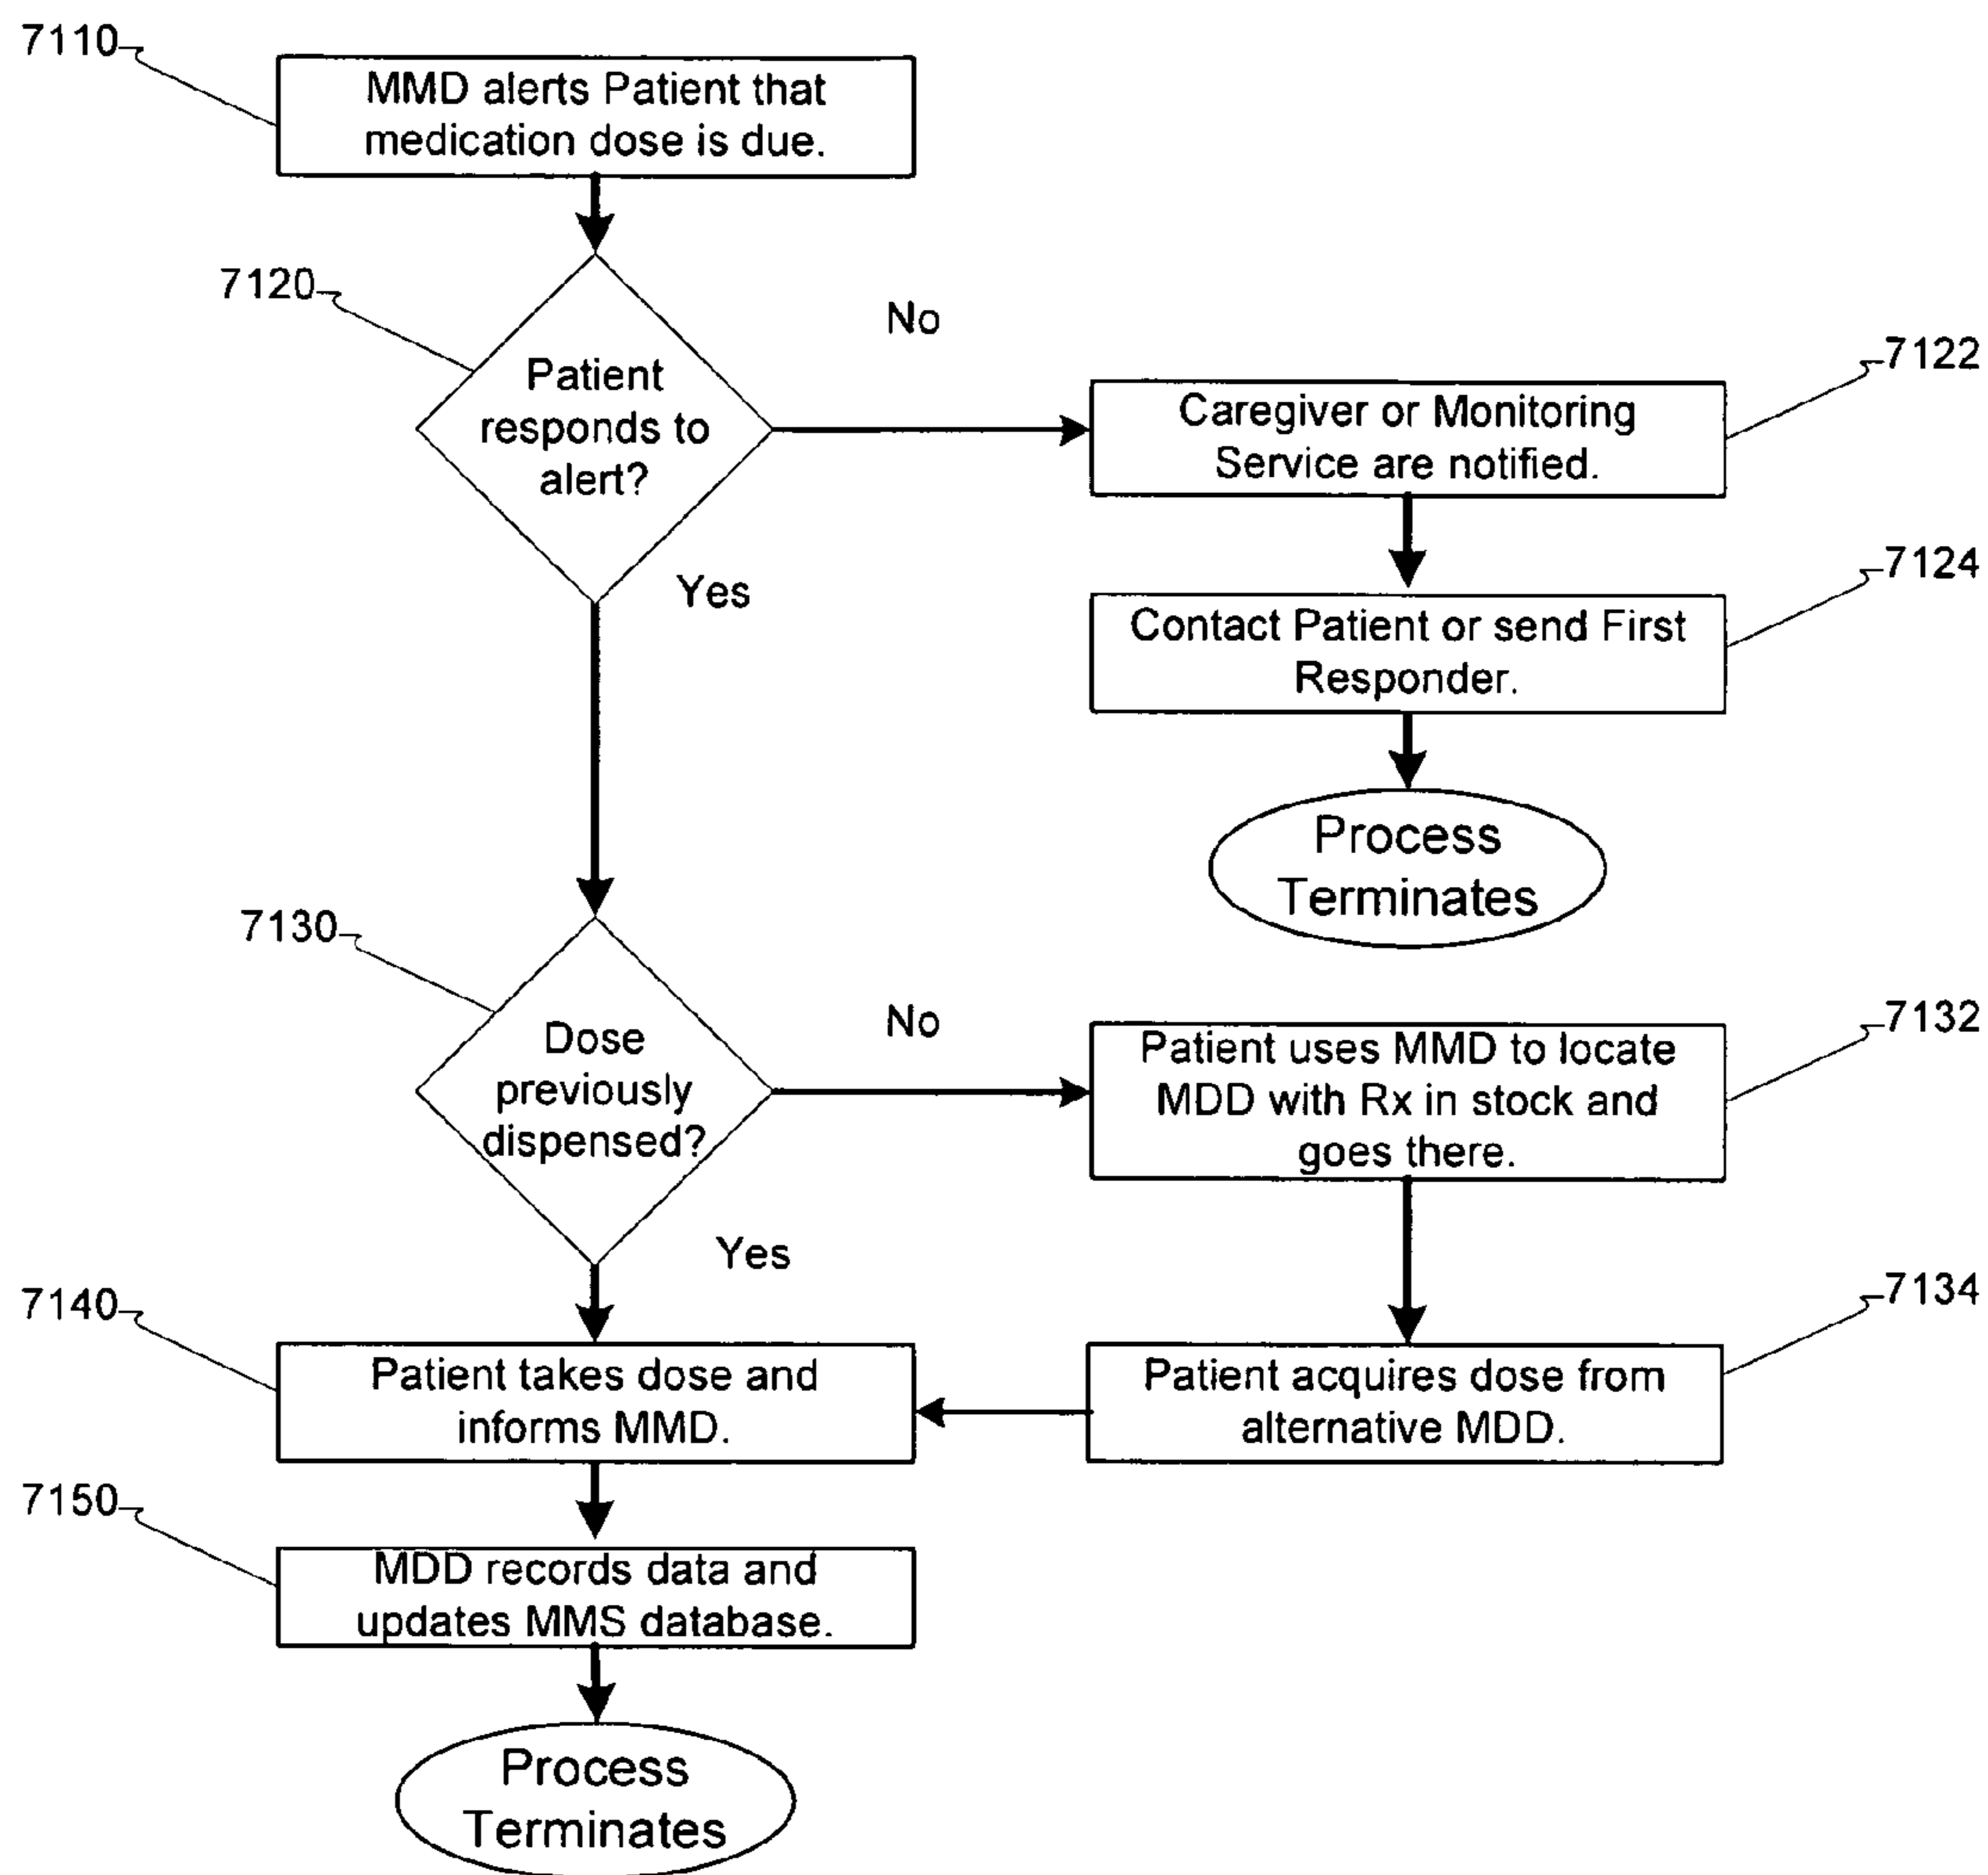 7110
MMD alerts Patient that
medication dose is due.
7120
Patient
responds to
alert?
No
Yes
7122
Caregiver or Monitoring
Service are notified.
7124
Contact Patient or send First
Responder.
Process
Terminates
7130
Dose
previously
dispensed?
No
Yes
7132
Patient uses MMD to locate
MDD with Rx in stock and
goes there.
7134
Patient acquires dose from
alternative MDD.
7140
Patient takes dose and
informs MMD.
7150
MDD records data and
updates MMS database.
Process
Terminates